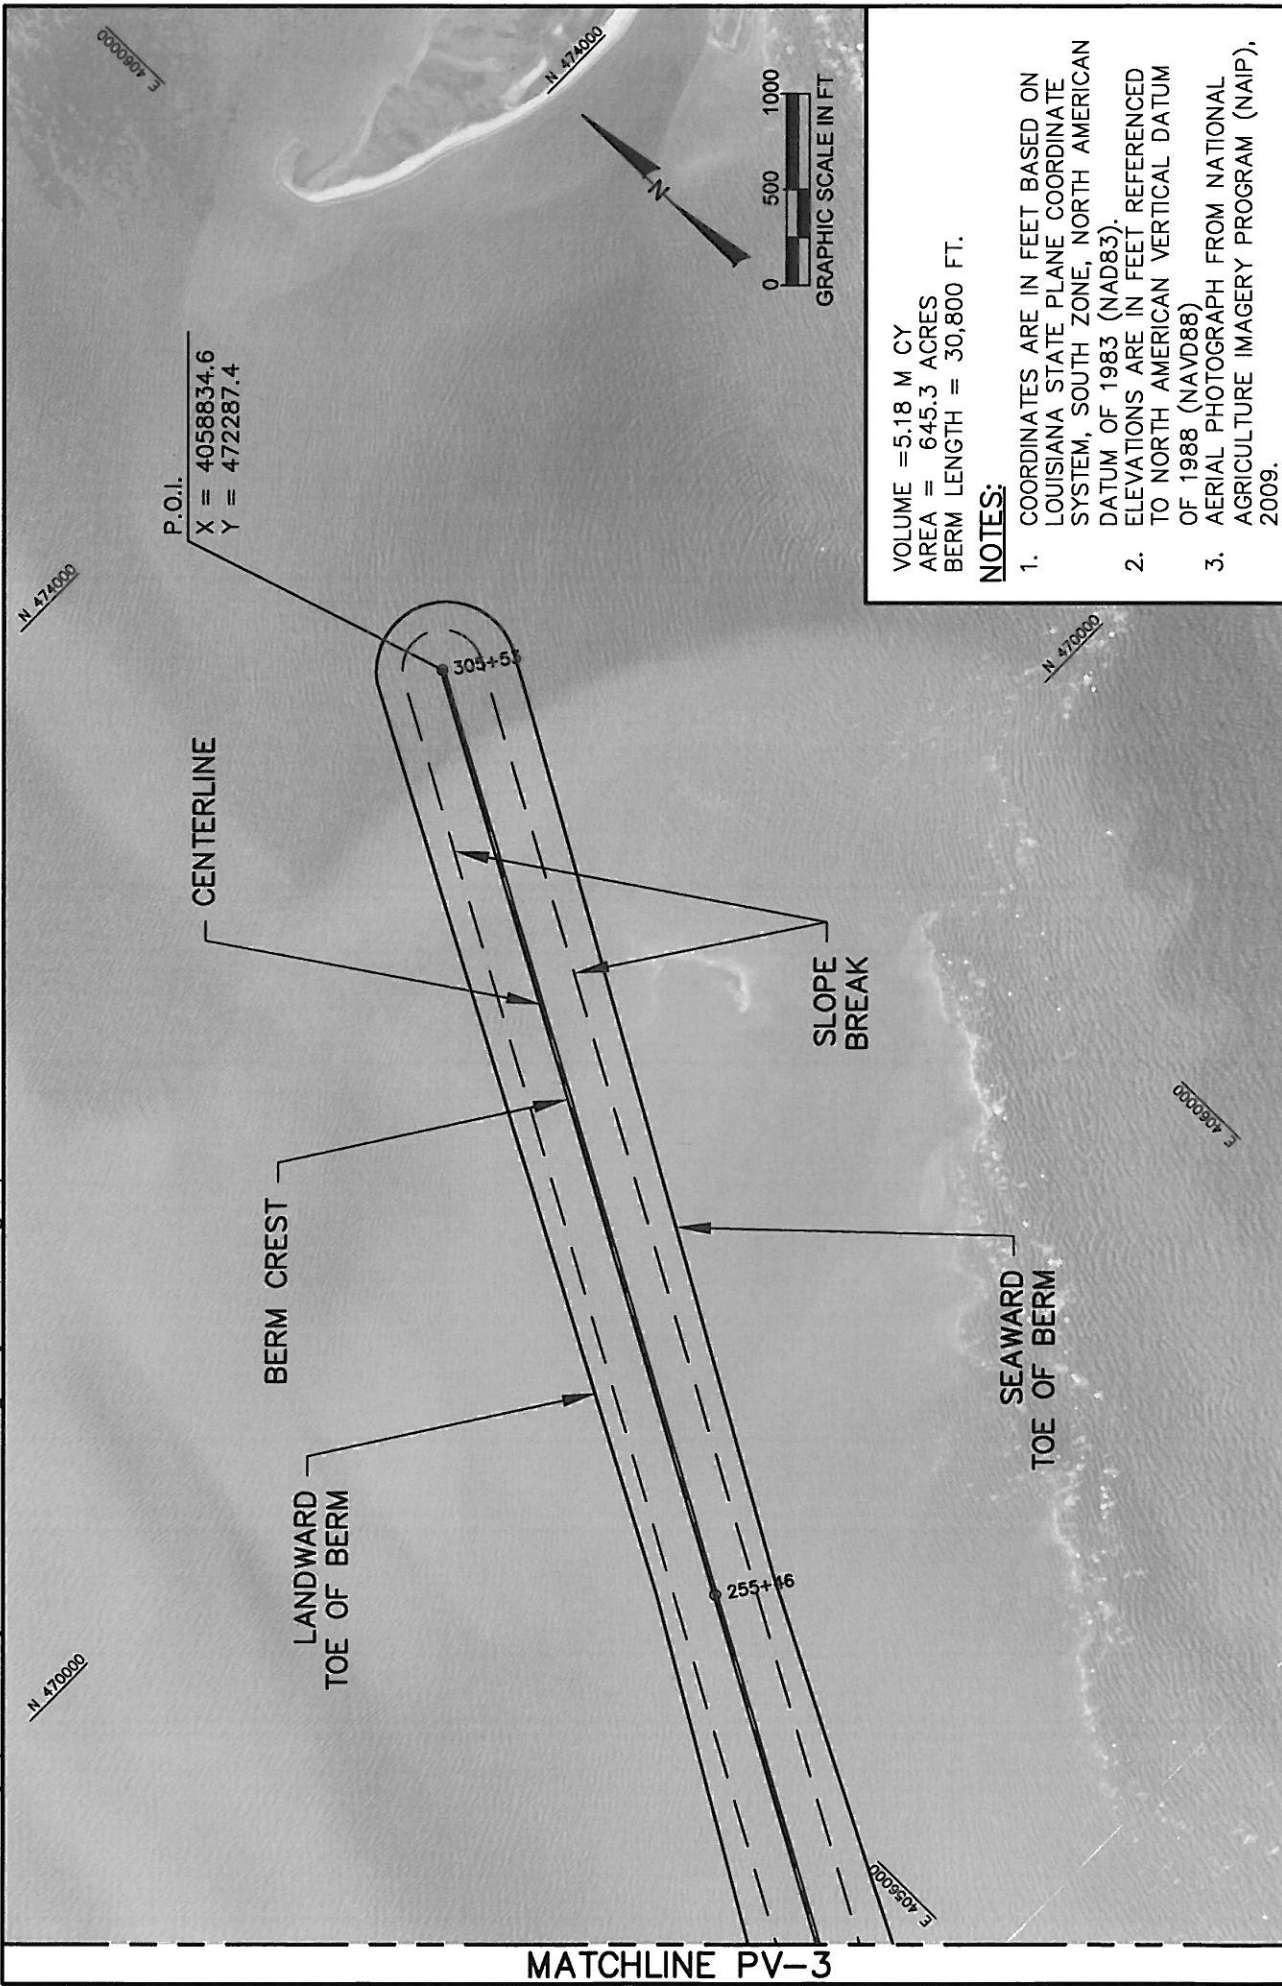 E 4060000
N 474000
N 474000
P.O.I.
X = 4058834.6
Y = 472287.4
N
0 500 1000
GRAPHIC SCALE IN FT
CENTERLINE
305+53
BERM CREST
LANDWARD
TOE OF BERM
N 470000
SLOPE
BREAK
SEAWARD
TOE OF BERM
255+46
N 470000
E 4060000
E 4056000
VOLUME =5.18 M CY
AREA = 645.3 ACRES
BERM LENGTH = 30,800 FT.
NOTES:
1. COORDINATES ARE IN FEET BASED ON
LOUISIANA STATE PLANE COORDINATE
SYSTEM, SOUTH ZONE, NORTH AMERICAN
DATUM OF 1983 (NAD83).
2. ELEVATIONS ARE IN FEET REFERENCED
TO NORTH AMERICAN VERTICAL DATUM
OF 1988 (NAVD88)
3. AERIAL PHOTOGRAPH FROM NATIONAL
AGRICULTURE IMAGERY PROGRAM (NAIP),
2009.
MATCHLINE PV-3